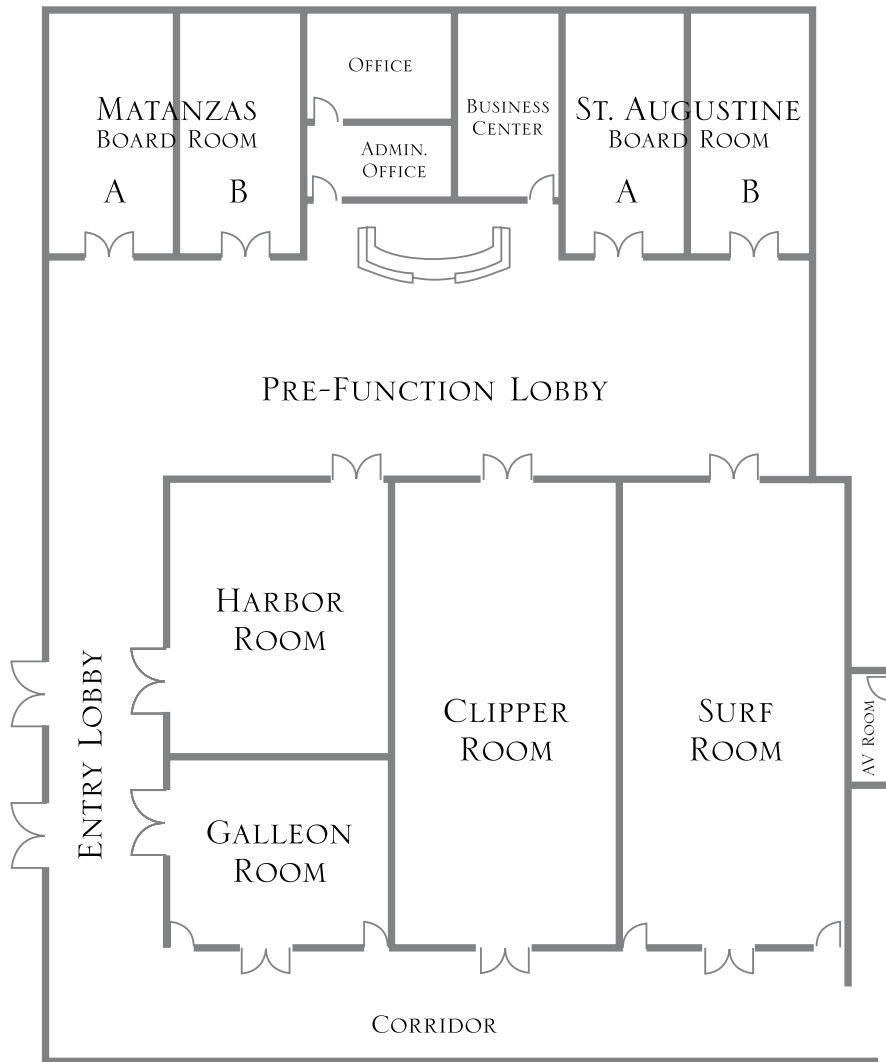 OFFICE
MATANZAS
BOARD ROOM
A
B
ADMIN.
OFFICE
BUSINESS
CENTER
ST. AUGUSTINE
BOARD ROOM
A
B
PRE-FUNCTION LOBBY
HARBOR
ROOM
CLIPPER
ROOM
SURF
ROOM
AV ROOM
ENTRY LOBBY
GALLEON
ROOM
CORRIDOR